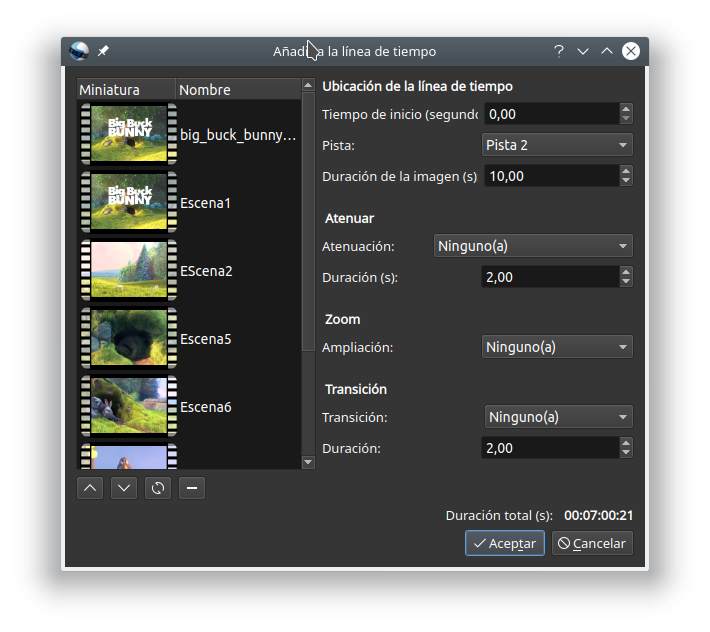 Añadir a la línea de tiempo
Miniatura Nombre
Big Buck
BUNNY
big_buck_bunny...
Big Buck
BUNNY
Escena1
EScena2
Escena5
Escena6
Ubicación de la línea de tiempo
Tiempo de inicio (segund 0,00
Pista: Pista 2
Duración de la imagen (s) 10,00
Atenuar
Atenuación: Ninguno(a)
Duración (s): 2,00
Zoom
Ampliación: Ninguno(a)
Transición
Transición: Ninguno(a)
Duración: 2,00
Duración total (s): 00:07:00:21
Aceptar Cancelar